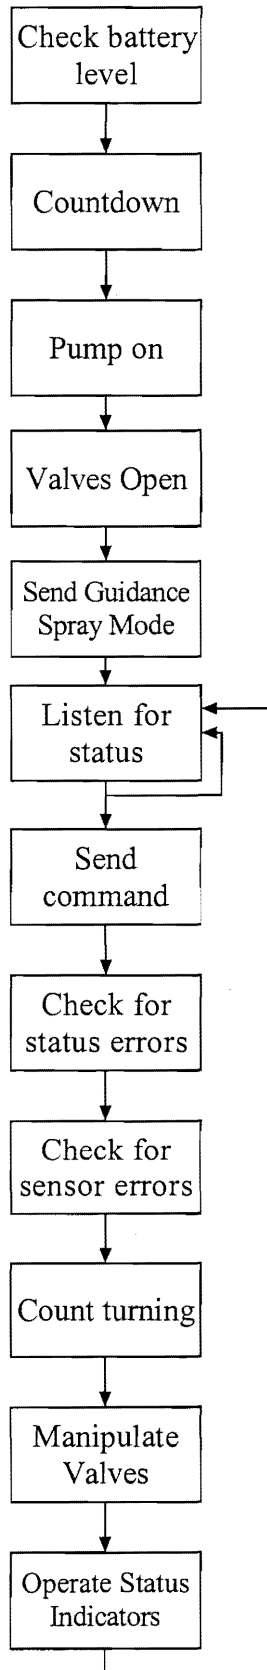 Check battery
level
Countdown
Pump on
Valves Open
Send Guidance
Spray Mode
Listen for
status
Send
command
Check for
status errors
Check for
sensor errors
Count turning
Manipulate
Valves
Operate Status
Indicators